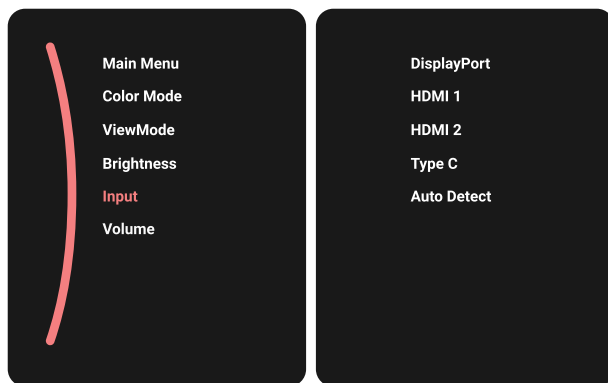 Main Menu
Color Mode
ViewMode
Brightness
Input
Volume
DisplayPort
HDMI 1
HDMI 2
Type C
Auto Detect